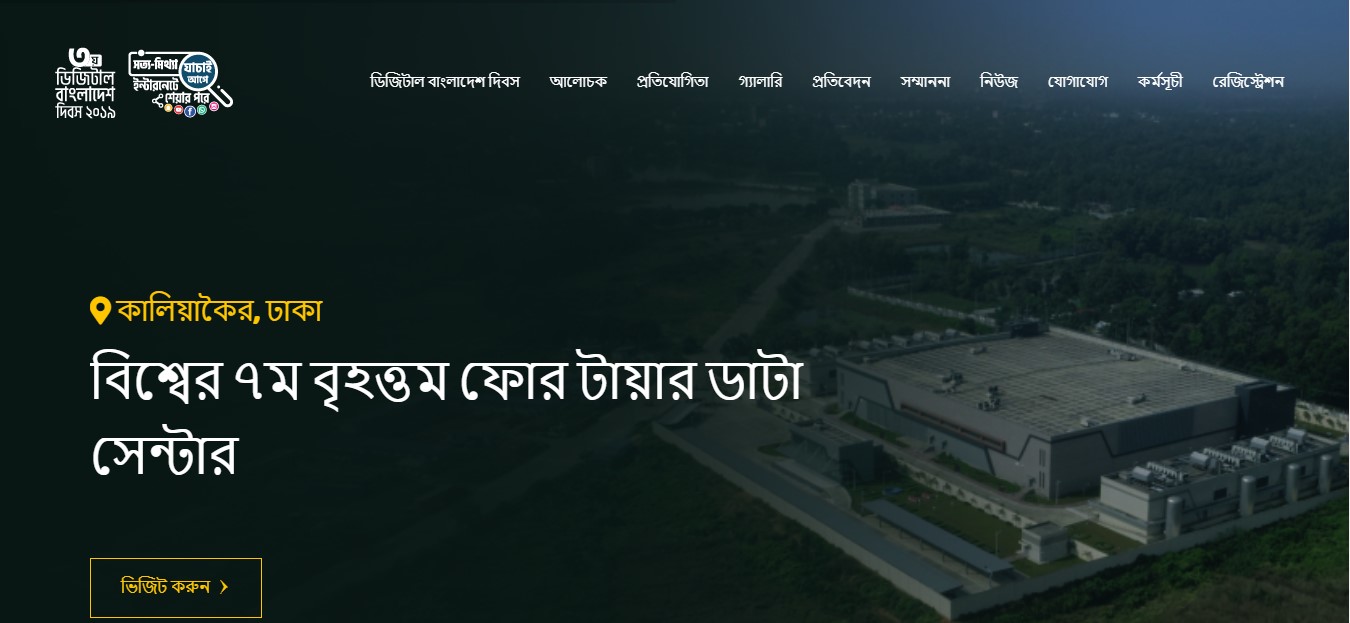 ৩য়
ডিজিটাল
বাংলাদেশ
দিবস ২০১৯
সত্য-মিথ্যা
যাচাই
আগে
ইন্টারনেটে
শেয়ার পরে
ডিজিটাল বাংলাদেশ দিবস আলোচক প্রতিযোগিতা গ্যালারি প্রতিবেদন সম্মাননা নিউজ যোগাযোগ কর্মসূচী রেজিস্ট্রেশন
কালিয়াকৈর, ঢাকা
বিশ্বের ৭ম বৃহত্তম ফোর টায়ার ডাটা
সেন্টার
ভিজিট করুন